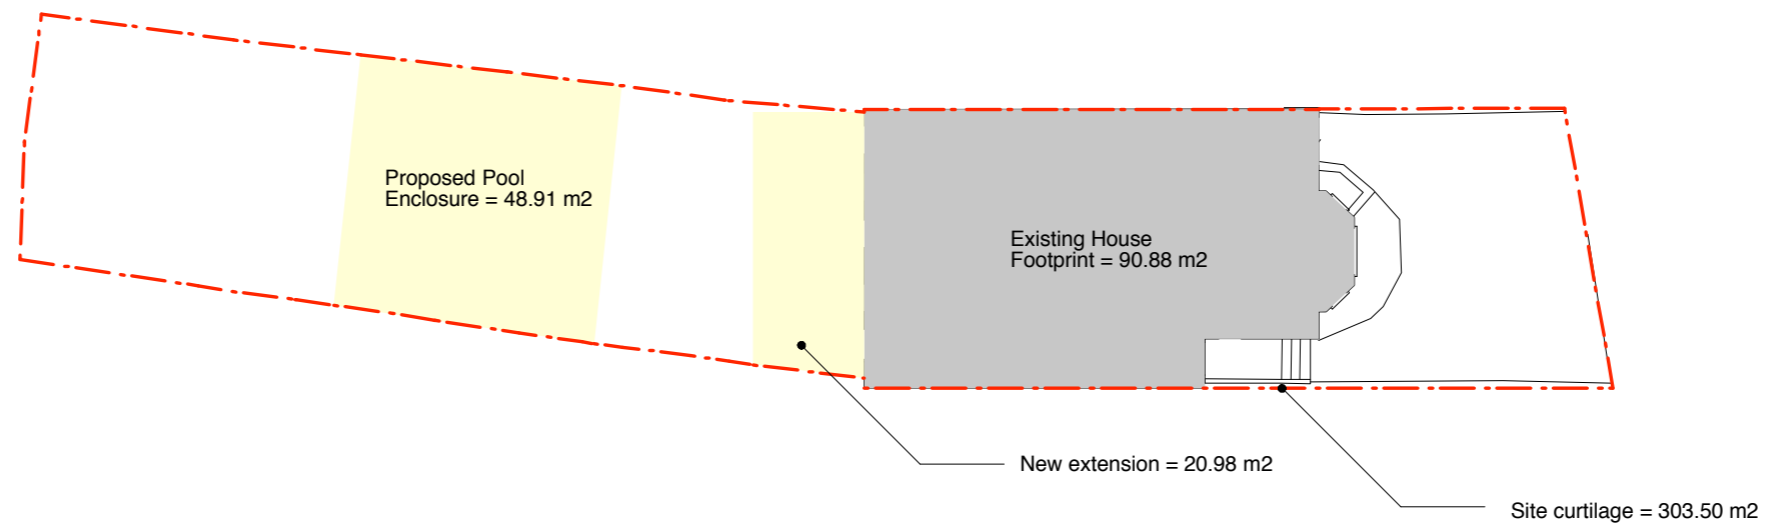 Proposed Pool
Enclosure = 48.91 m2
Existing House
Footprint = 90.88 m2
New extension = 20.98 m2
Site curtilage = 303.50 m2